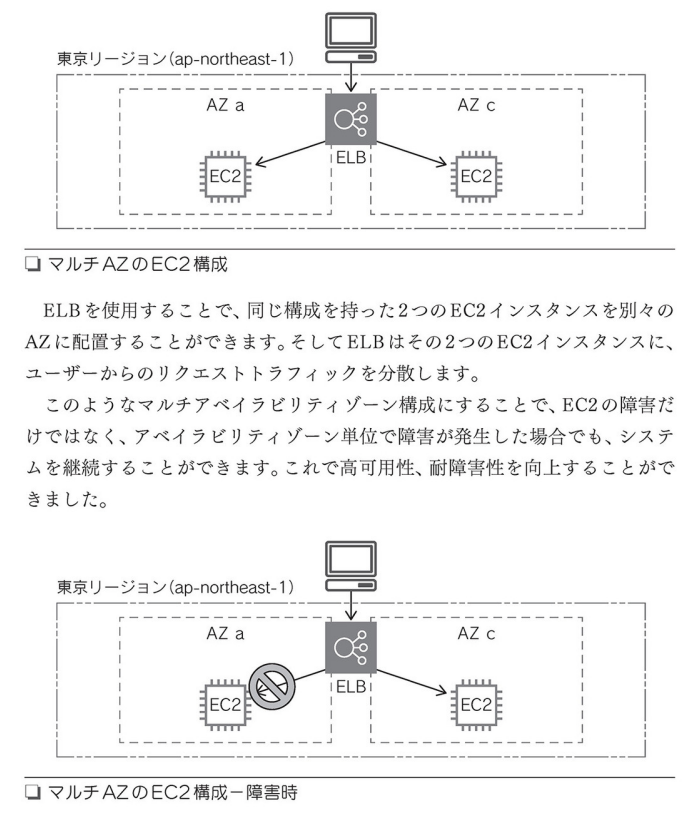 東京リージョン（ap-northeast-1）
AZ a
AZ c
EC2
ELB
EC2
❏ マルチAZのEC2構成
ELBを使用することで、同じ構成を持った2つのEC2インスタンスを別々の
AZに配置することができます。そしてELBはその2つのEC2インスタンスに、
ユーザーからのリクエストトラフィックを分散します。
このようなマルチアベイラビリティゾーン構成にすることで、EC2の障害だ
けではなく、アベイラビリティゾーン単位で障害が発生した場合でも、システ
ムを継続することができます。これで高可用性、耐障害性を向上することがで
きました。
東京リージョン（ap-northeast-1）
AZ a
AZ c
EC2
ELB
EC2
❏ マルチAZのEC2構成－障害時